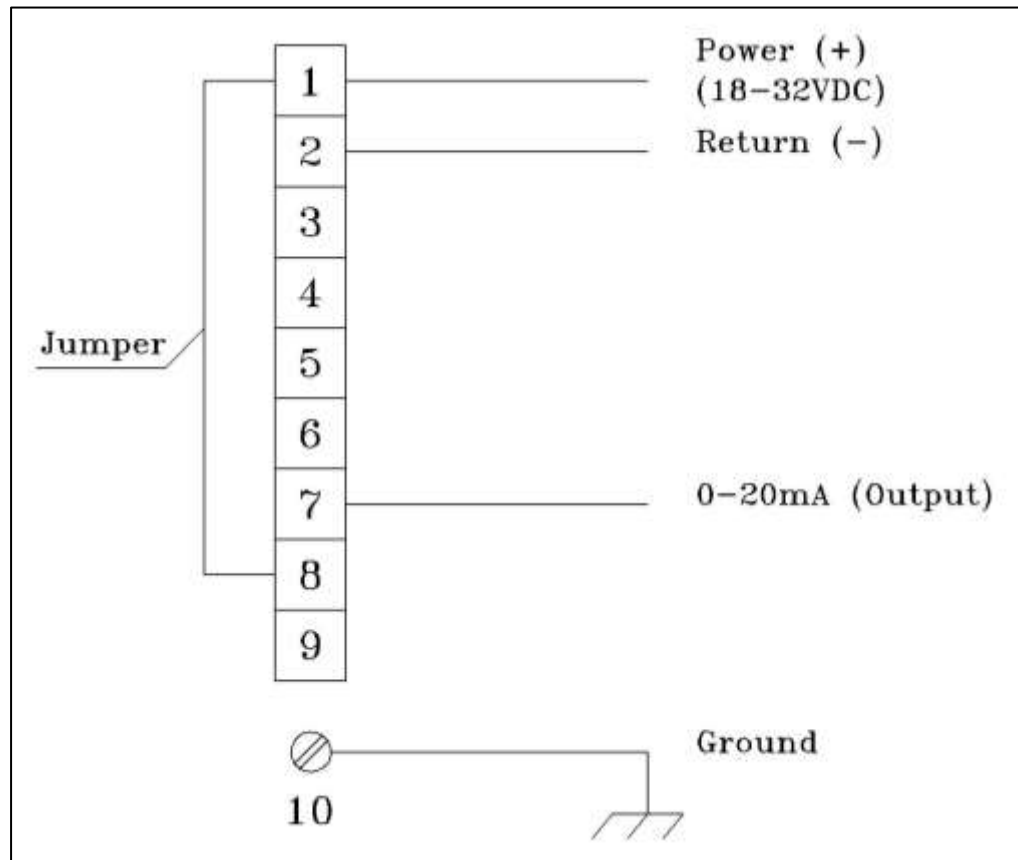 Power (+)
(18-32VDC)
1
Return (-)
2
3
4
Jumper
5
6
0-20mA (Output)
7
8
9
Ground
10